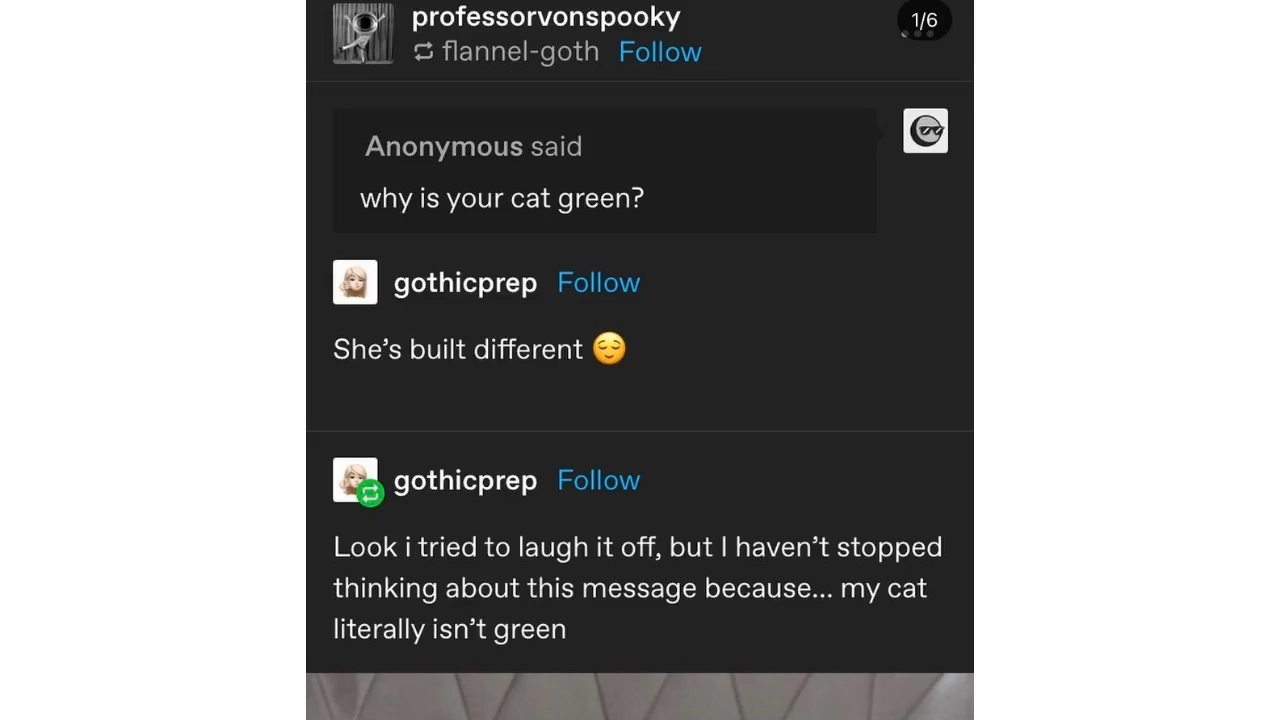 professorvonspooky
1/6
flannel-goth Follow
Anonymous said
why is your cat green?
gothicprep Follow
She’s built different 😌
gothicprep Follow
Look i tried to laugh it off, but I haven’t stopped
thinking about this message because... my cat
literally isn’t green